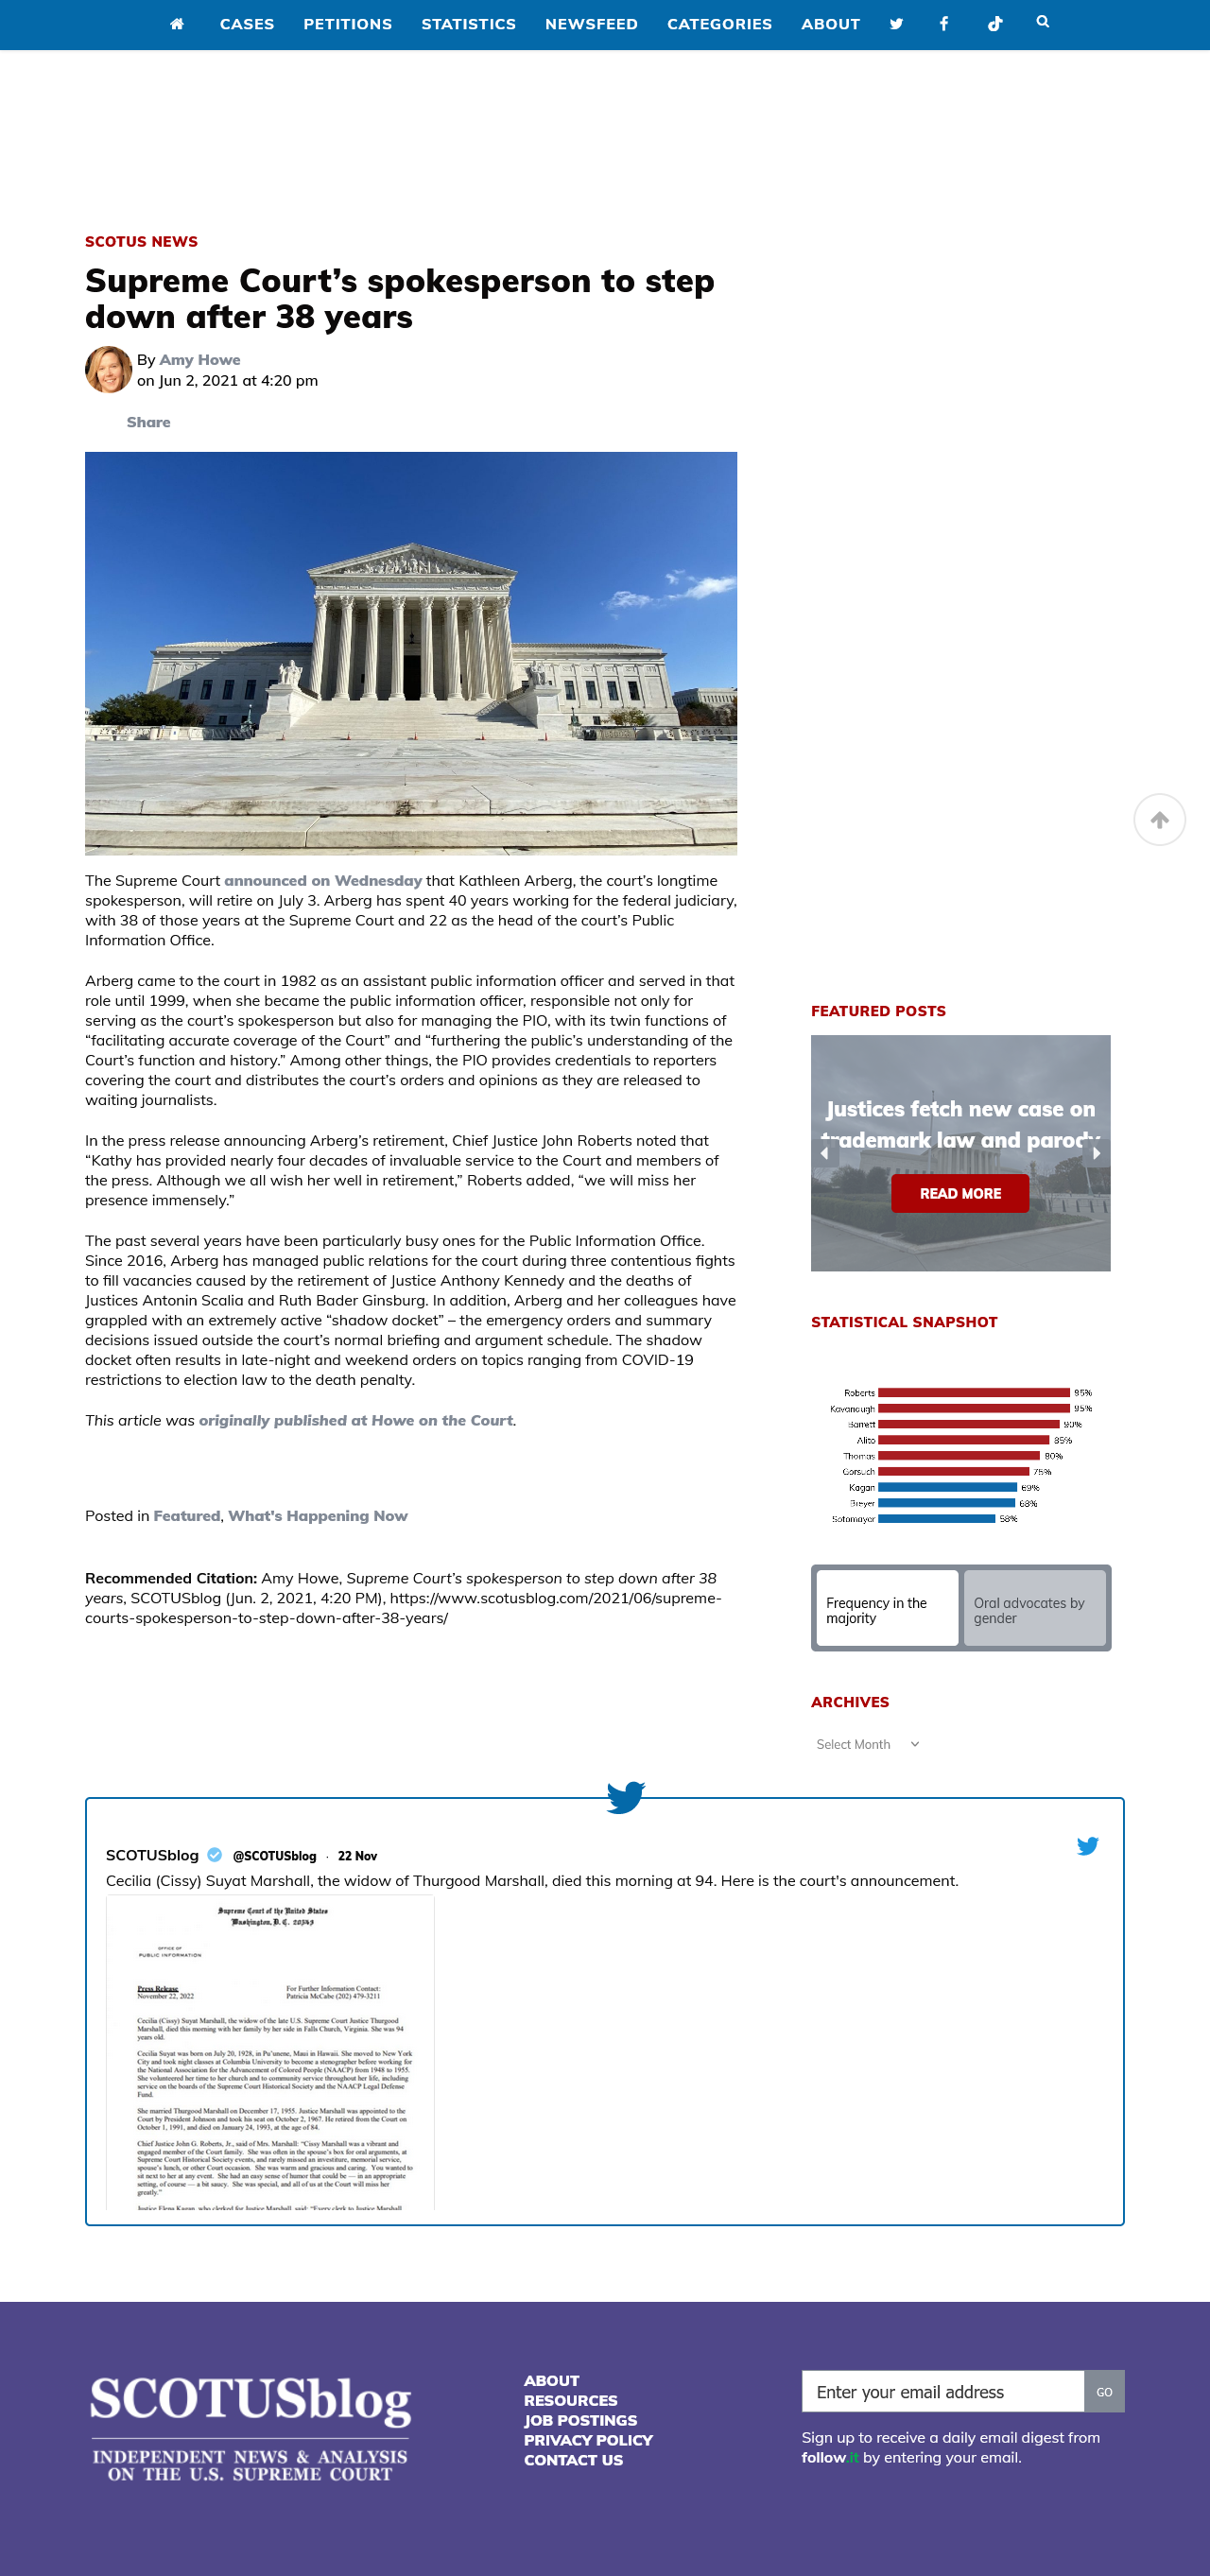 CASES PETITIONS STATISTICS NEWSFEED CATEGORIES ABOUT
SCOTUS NEWS
Supreme Court’s spokesperson to step
down after 38 years
By Amy Howe
on Jun 2, 2021 at 4:20 pm
Share
The Supreme Court announced on Wednesday that Kathleen Arberg, the court’s longtime
spokesperson, will retire on July 3. Arberg has spent 40 years working for the federal judiciary,
with 38 of those years at the Supreme Court and 22 as the head of the court’s Public
Information Office.
Arberg came to the court in 1982 as an assistant public information officer and served in that
role until 1999, when she became the public information officer, responsible not only for
serving as the court’s spokesperson but also for managing the PIO, with its twin functions of
“facilitating accurate coverage of the Court” and “furthering the public’s understanding of the
Court’s function and history.” Among other things, the PIO provides credentials to reporters
covering the court and distributes the court’s orders and opinions as they are released to
waiting journalists.
In the press release announcing Arberg’s retirement, Chief Justice John Roberts noted that
“Kathy has provided nearly four decades of invaluable service to the Court and members of
the press. Although we all wish her well in retirement,” Roberts added, “we will miss her
presence immensely.”
The past several years have been particularly busy ones for the Public Information Office.
Since 2016, Arberg has managed public relations for the court during three contentious fights
to fill vacancies caused by the retirement of Justice Anthony Kennedy and the deaths of
Justices Antonin Scalia and Ruth Bader Ginsburg. In addition, Arberg and her colleagues have
grappled with an extremely active “shadow docket” – the emergency orders and summary
decisions issued outside the court’s normal briefing and argument schedule. The shadow
docket often results in late-night and weekend orders on topics ranging from COVID-19
restrictions to election law to the death penalty.
This article was originally published at Howe on the Court.
Posted in Featured, What’s Happening Now
Recommended Citation: Amy Howe, Supreme Court’s spokesperson to step down after 38
years, SCOTUSblog (Jun. 2, 2021, 4:20 PM), https://www.scotusblog.com/2021/06/supreme-
courts-spokesperson-to-step-down-after-38-years/
FEATURED POSTS
Justices fetch new case on
trademark law and parody
READ MORE
STATISTICAL SNAPSHOT
Roberts 95%
Kavanaugh 95%
Barrett 90%
Alito 85%
Thomas 80%
Gorsuch 75%
Kagan 69%
Breyer 68%
Sotomayor 58%
Frequency in the
majority
Oral advocates by
gender
ARCHIVES
Select Month
SCOTUSblog @SCOTUSblog · 22 Nov
Cecilia (Cissy) Suyat Marshall, the widow of Thurgood Marshall, died this morning at 94. Here is the court's announcement.
Supreme Court of the United States
Washington, D. C. 20543
OFFICE OF
PUBLIC INFORMATION
Press Release
November 22, 2022
For Further Information Contact:
Patricia McCabe (202) 479-3211
Cecilia (Cissy) Suyat Marshall, the widow of the late U.S. Supreme Court Justice Thurgood
Marshall, died this morning with her family by her side in Falls Church, Virginia. She was 94
years old.
Cecilia Suyat was born on July 20, 1928, in Pu'unene, Maui in Hawaii. She moved to New York
City and took night classes at Columbia University to become a stenographer before working for
the National Association for the Advancement of Colored People (NAACP) from 1948 to 1955.
She volunteered her time to her church and to community service throughout her life, including
service on the boards of the Supreme Court Historical Society and the NAACP Legal Defense
Fund.
She married Thurgood Marshall on December 17, 1955. Justice Marshall was appointed to the
Court by President Johnson and took his seat on October 2, 1967. He retired from the Court on
October 1, 1991, and died on January 24, 1993, at the age of 84.
Chief Justice John G. Roberts, Jr., said of Mrs. Marshall: “Cissy Marshall was a vibrant and
engaged member of the Court family. She was often in the spouse's box for oral arguments, at
Supreme Court Historical Society events, and rarely missed an investiture, memorial service,
spouse's lunch, or other Court occasion. She was warm and gracious and caring. You wanted to
sit next to her at any event. She had an easy sense of humor that could be — in an appropriate
setting, of course — a bit saucy. She was special, and all of us at the Court will miss her
greatly.”
Justice Elena Kagan, who clerked for Justice Marshall, said: “Every clerk to Justice Marshall
SCOTUSblog
INDEPENDENT NEWS & ANALYSIS
ON THE U.S. SUPREME COURT
ABOUT
RESOURCES
JOB POSTINGS
PRIVACY POLICY
CONTACT US
Enter your email address GO
Sign up to receive a daily email digest from
follow.it by entering your email.